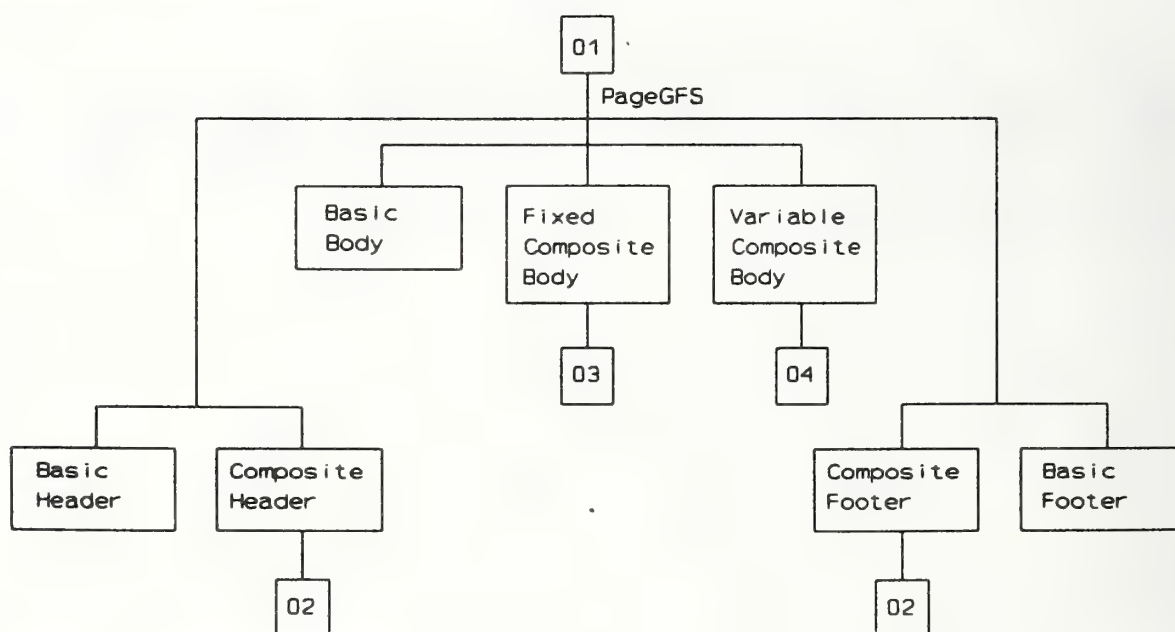 01
PageGFS
Basic
Body
Fixed
Composite
Body
Variable
Composite
Body
03
04
Basic
Header
Composite
Header
Composite
Footer
Basic
Footer
02
02